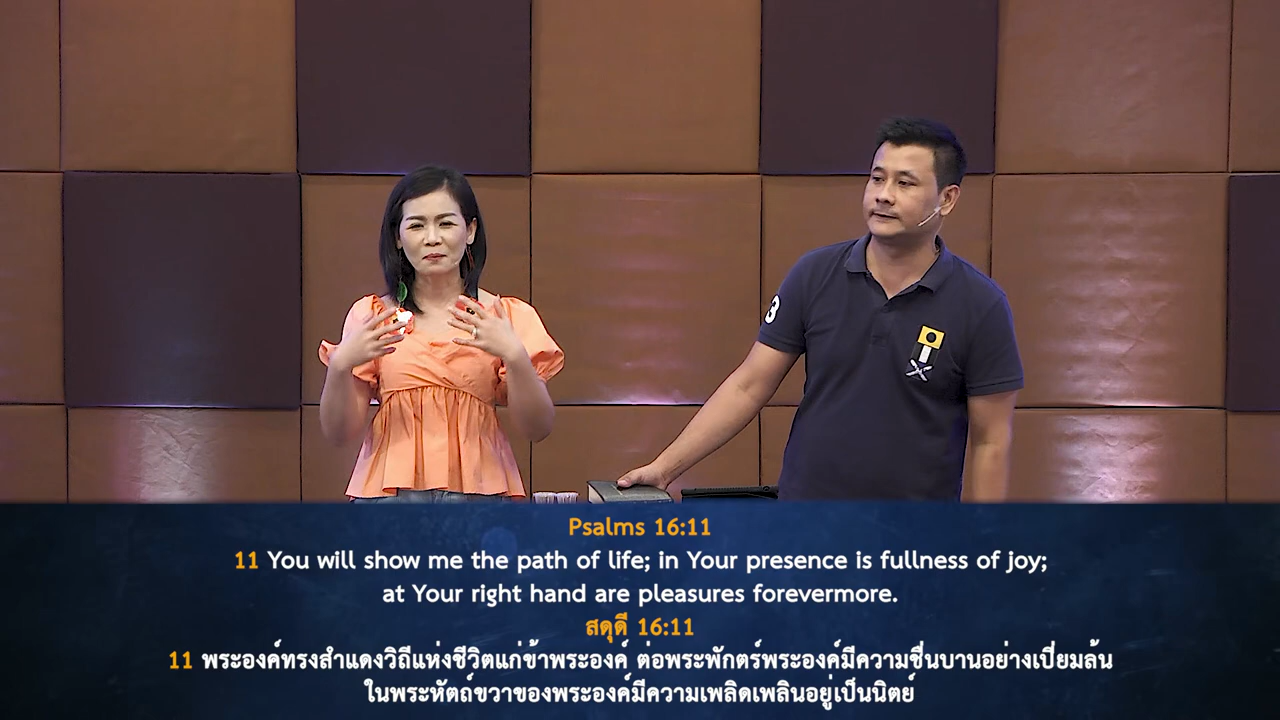 3
Psalms 16:11
11 You will show me the path of life; in Your presence is fullness of joy;
at Your right hand are pleasures forevermore.
สดุดี 16:11
11 พระองค์ทรงสำแดงวิถีแห่งชีวิตแก่ข้าพระองค์ ต่อพระพักตร์พระองค์มีความชื่นบานอย่างเปี่ยมล้น
ในพระหัตถ์ขวาของพระองค์มีความเพลิดเพลินอยู่เป็นนิตย์